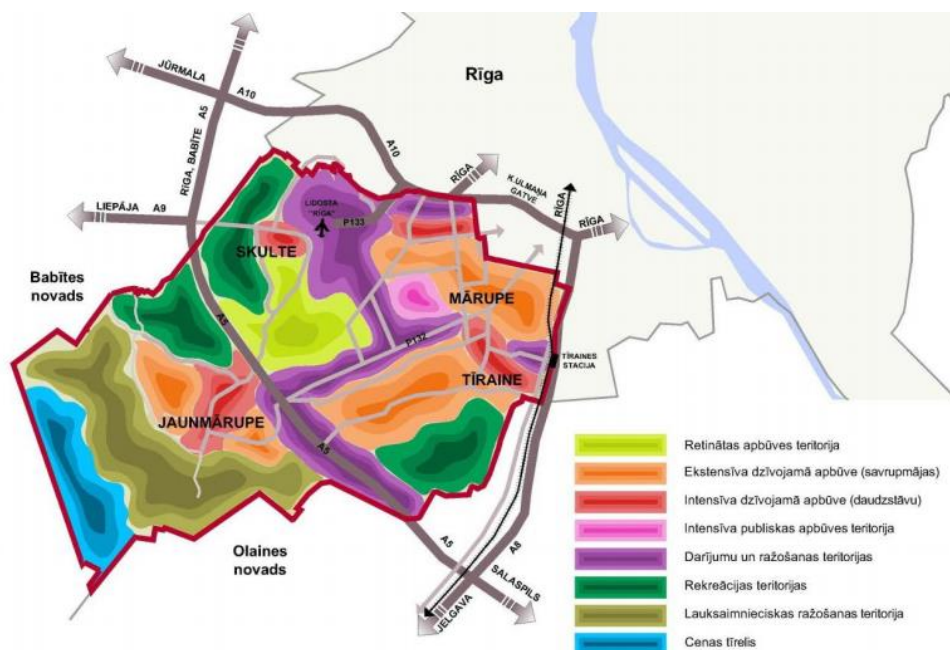 Rīga
JŪRMALA
A10
RĪGA, BABĪTE A5
A10
LIEPĀJA A9
RĪGA
K.ULMAŅA
GATVE
RĪGA
RĪGA
LIDOSTA
"RĪGA"
P133
SKULTE
Babītes
novads
A5
MĀRUPE
P132
TĪRAINES
STACIJA
TĪRAINE
JAUNMĀRUPE
A5
Olaines
novads
A5
A8
SALASPILS
JELGAVA
Retinātas apbūves teritorija
Ekstensīva dzīvojamā apbūve (savrupmājas)
Intensīva dzīvojamā apbūve (daudzstāvu)
Intensīva publiskas apbūves teritorija
Darījumu un ražošanas teritorijas
Rekreācijas teritorijas
Lauksaimnieciskas ražošanas teritorija
Cenas tīrelis